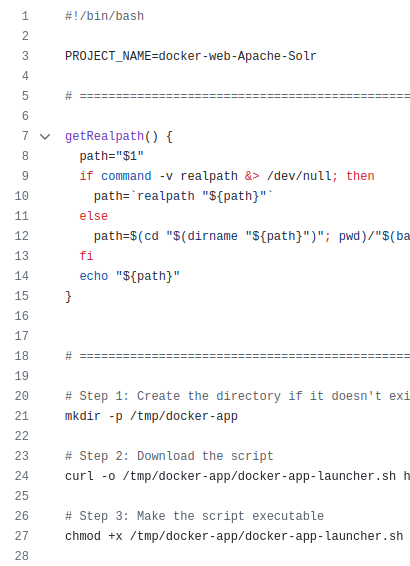 1 #!/bin/bash
2
3 PROJECT_NAME=docker-web-Apache-Solr
4
5 # ==============================================
6
7 getRealpath() {
8 path="$1"
9 if command -v realpath &> /dev/null; then
10 path=`realpath "${path}"`
11 else
12 path=$(cd "$(dirname "${path}")"; pwd)/"$(ba
13 fi
14 echo "${path}"
15 }
16
17
18 # ==============================================
19
20 # Step 1: Create the directory if it doesn't exi
21 mkdir -p /tmp/docker-app
22
23 # Step 2: Download the script
24 curl -o /tmp/docker-app/docker-app-launcher.sh h
25
26 # Step 3: Make the script executable
27 chmod +x /tmp/docker-app/docker-app-launcher.sh
28